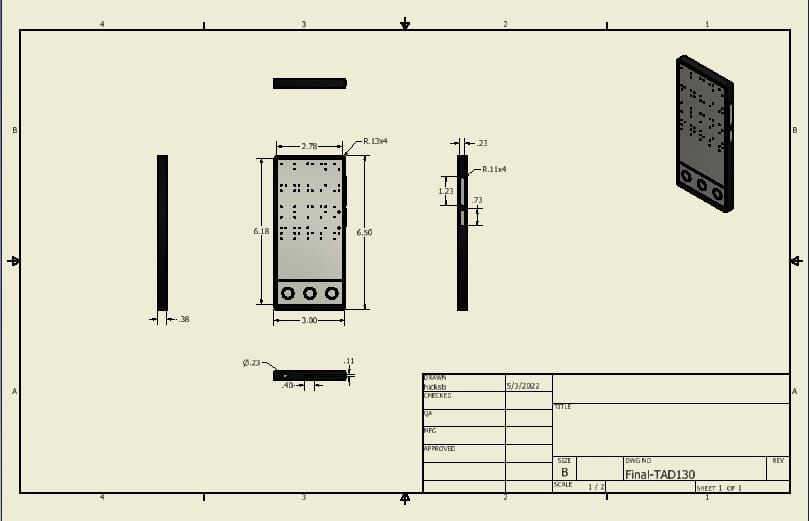 4 3 2 1
B B
2.78
R.13x4
.23
R.11x4
1.23
.73
6.18
6.50
.38
3.00
Ø.23
.11
.40
A A
DRAWN
hicksb
5/3/2022
CHECKED
QA
MFG
APPROVED
TITLE
SIZE
B
DWG NO
Final-TAD130
REV
SCALE
1 / 2
SHEET 1 OF 1
4 3 2 1